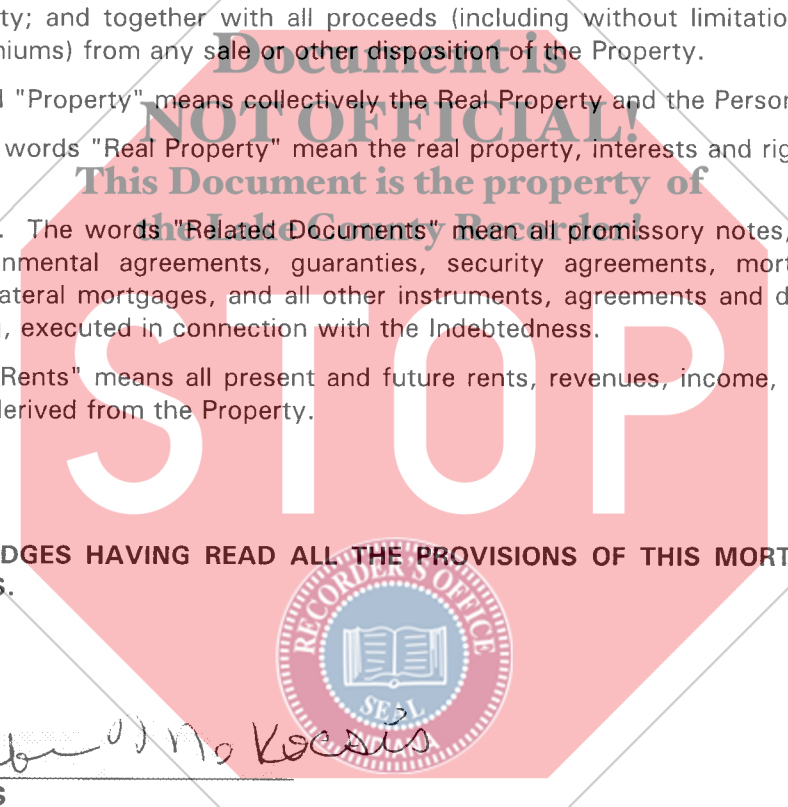 ty; and together with all proceeds (including without limitatio
niums) from any sale or other disposition of the Property.
Document is
"Property" means collectively the Real Property and the Person
NOT OFFICIAL!
words "Real Property" mean the real property, interests and rig
This Document is the property of
. The words "Related Documents" mean all promissory notes,
the Lake County Recorder!
nmental agreements, guaranties, security agreements, mort
ateral mortgages, and all other instruments, agreements and d
, executed in connection with the Indebtedness.
Rents" means all present and future rents, revenues, income,
derived from the Property.
STOP
DGES HAVING READ ALL THE PROVISIONS OF THIS MORT
S.
RECORDER'S OFFICE
SEAL
INDIANA
Kocsis
S